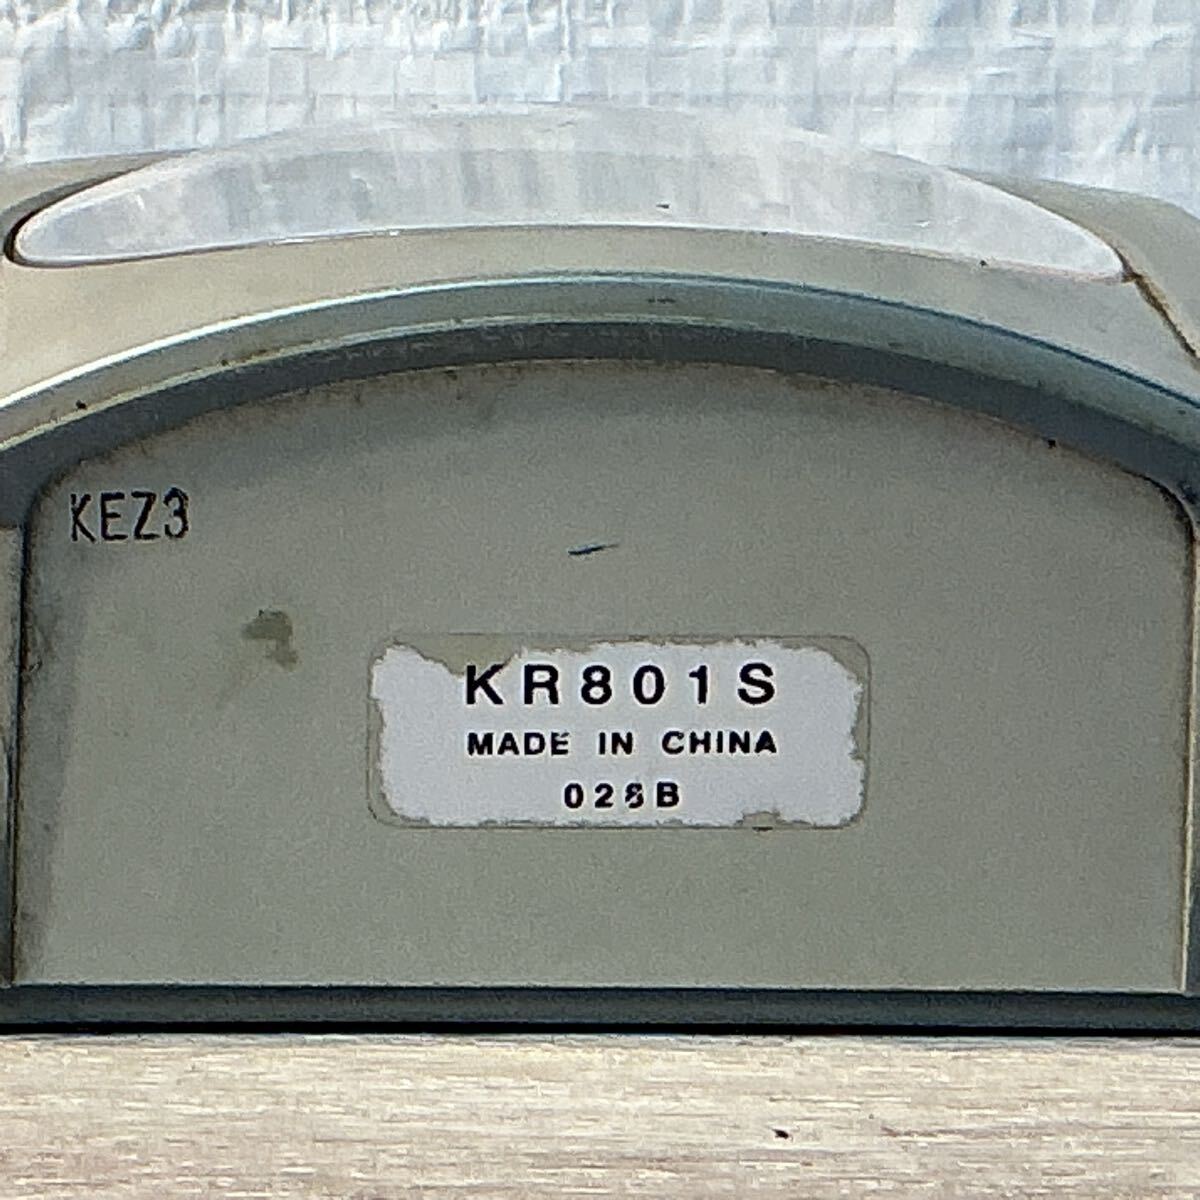 KEZ3
KR801S
MADE IN CHINA
028B